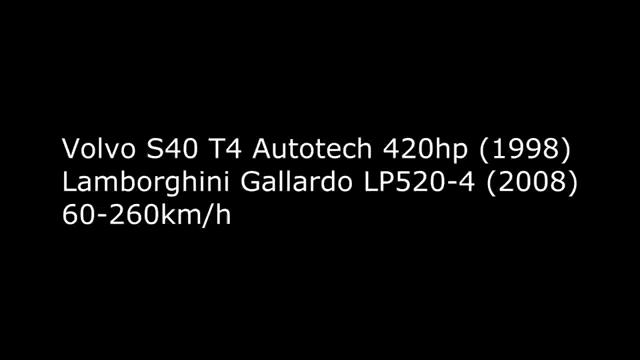 Volvo S40 T4 Autotech 420hp (1998)
Lamborghini Gallardo LP520-4 (2008)
60-260km/h